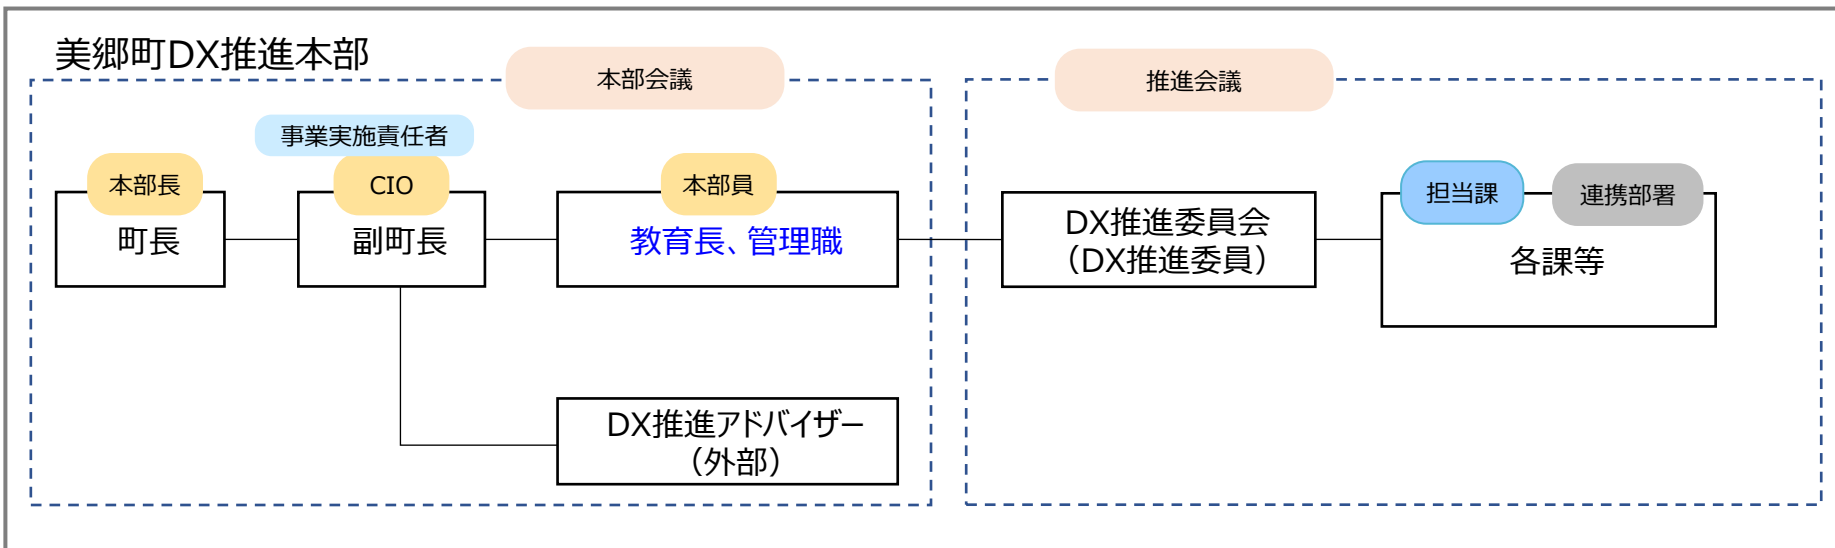 美郷町DX推進本部
本部会議
推進会議
事業実施責任者
本部長
CIO
本部員
担当課
連携部署
町長
副町長
教育長、管理職
DX推進委員会
（DX推進委員）
各課等
DX推進アドバイザー
（外部）